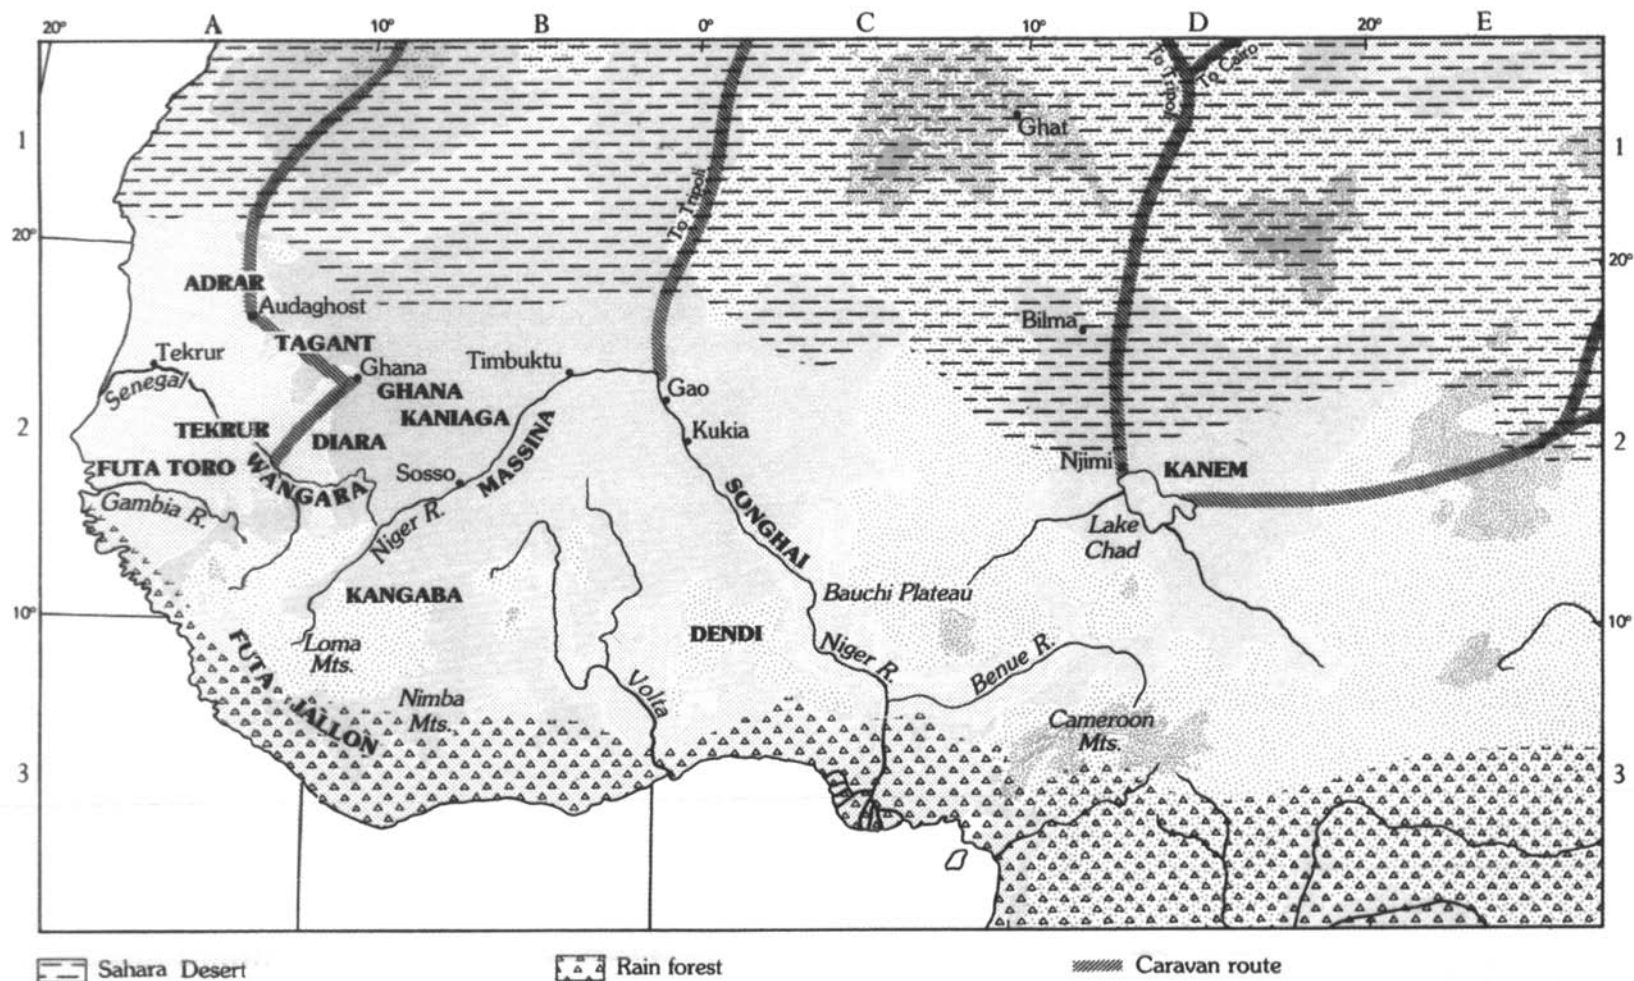 20° A 10° B 0° C 10° D 20° E
To Tripoli
To Cairo
Ghat
1
1
To Tripoli
20°
20°
ADRAR
Audaghost
Bilma
TAGANT
Tekrur
Ghana
Timbuktu
Senegal
GHANA
Gao
KANIAGA
MASSINA
Kukia
2
2
TEKRUR
DIARA
FUTA TORO
WANGARA
Sosso
Njimi
KANEM
SONGHAI
Gambia R.
Niger R.
Lake
Chad
KANGABA
Bauchi Plateau
10°
10°
DENDI
FUTA JALLON
Loma
Mts.
Niger R.
Benue R.
Volta
Nimba
Mts.
Cameroon
Mts.
3
3
Sahara Desert
Rain forest
Caravan route